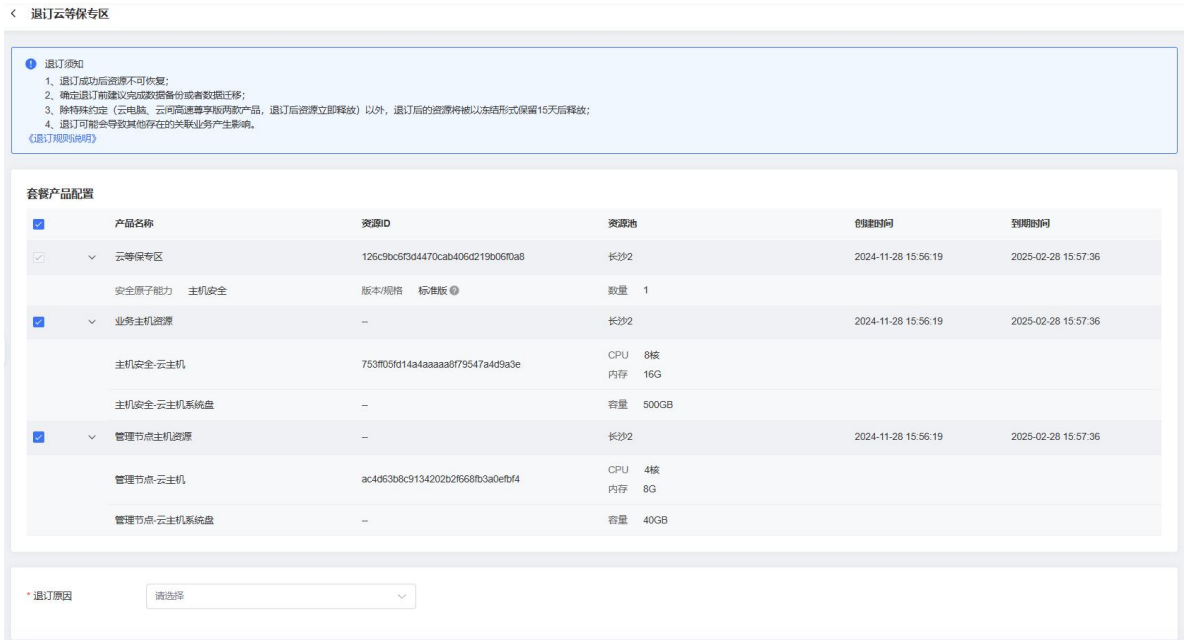 退订云等保专区
退订须知
1、退订成功后资源不可恢复;
2、确定退订前建议完成数据备份或者数据迁移;
3、除特殊约定（云电脑、云间高速尊享版两款产品，退订后资源立即释放）以外，退订后的资源将被以冻结形式保留15天后释放;
4、退订可能会导致其他存在的关联业务产生影响。
《退订规则说明》
套餐产品配置
产品名称 资源ID 资源池 创建时间 到期时间
云等保专区 126c9bc6f3d4470cab406d219b06f0a8 长沙2 2024-11-28 15:56:19 2025-02-28 15:57:36
安全原子能力 主机安全 版本/规格 标准版 数量 1
业务主机资源 -- 长沙2 2024-11-28 15:56:19 2025-02-28 15:57:36
主机安全-云主机 753ff05fd14a4aaaaa8f79547a4d9a3e CPU 8核
内存 16G
主机安全-云主机系统盘 -- 容量 500GB
管理节点主机资源 -- 长沙2 2024-11-28 15:56:19 2025-02-28 15:57:36
管理节点-云主机 ac4d63b8c9134202b2f668fb3a0efbf4 CPU 4核
内存 8G
管理节点-云主机系统盘 -- 容量 40GB
* 退订原因 请选择